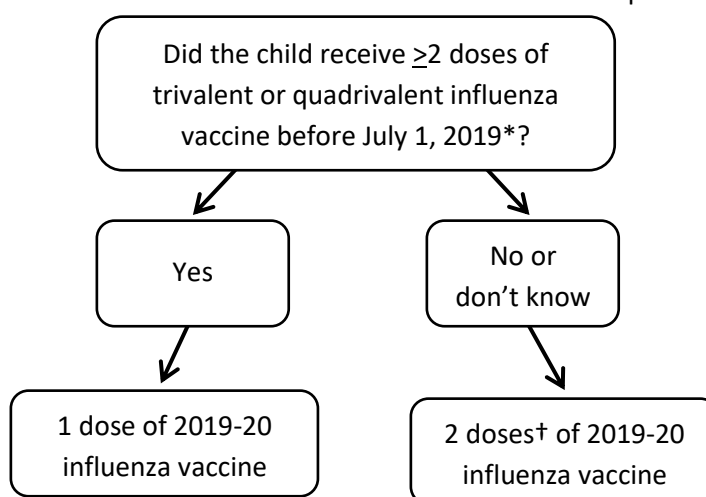 Did the child receive ≥2 doses of
trivalent or quadrivalent influenza
vaccine before July 1, 2019*?
Yes
No or
don’t know
1 dose of 2019-20
influenza vaccine
2 doses† of 2019-20
influenza vaccine